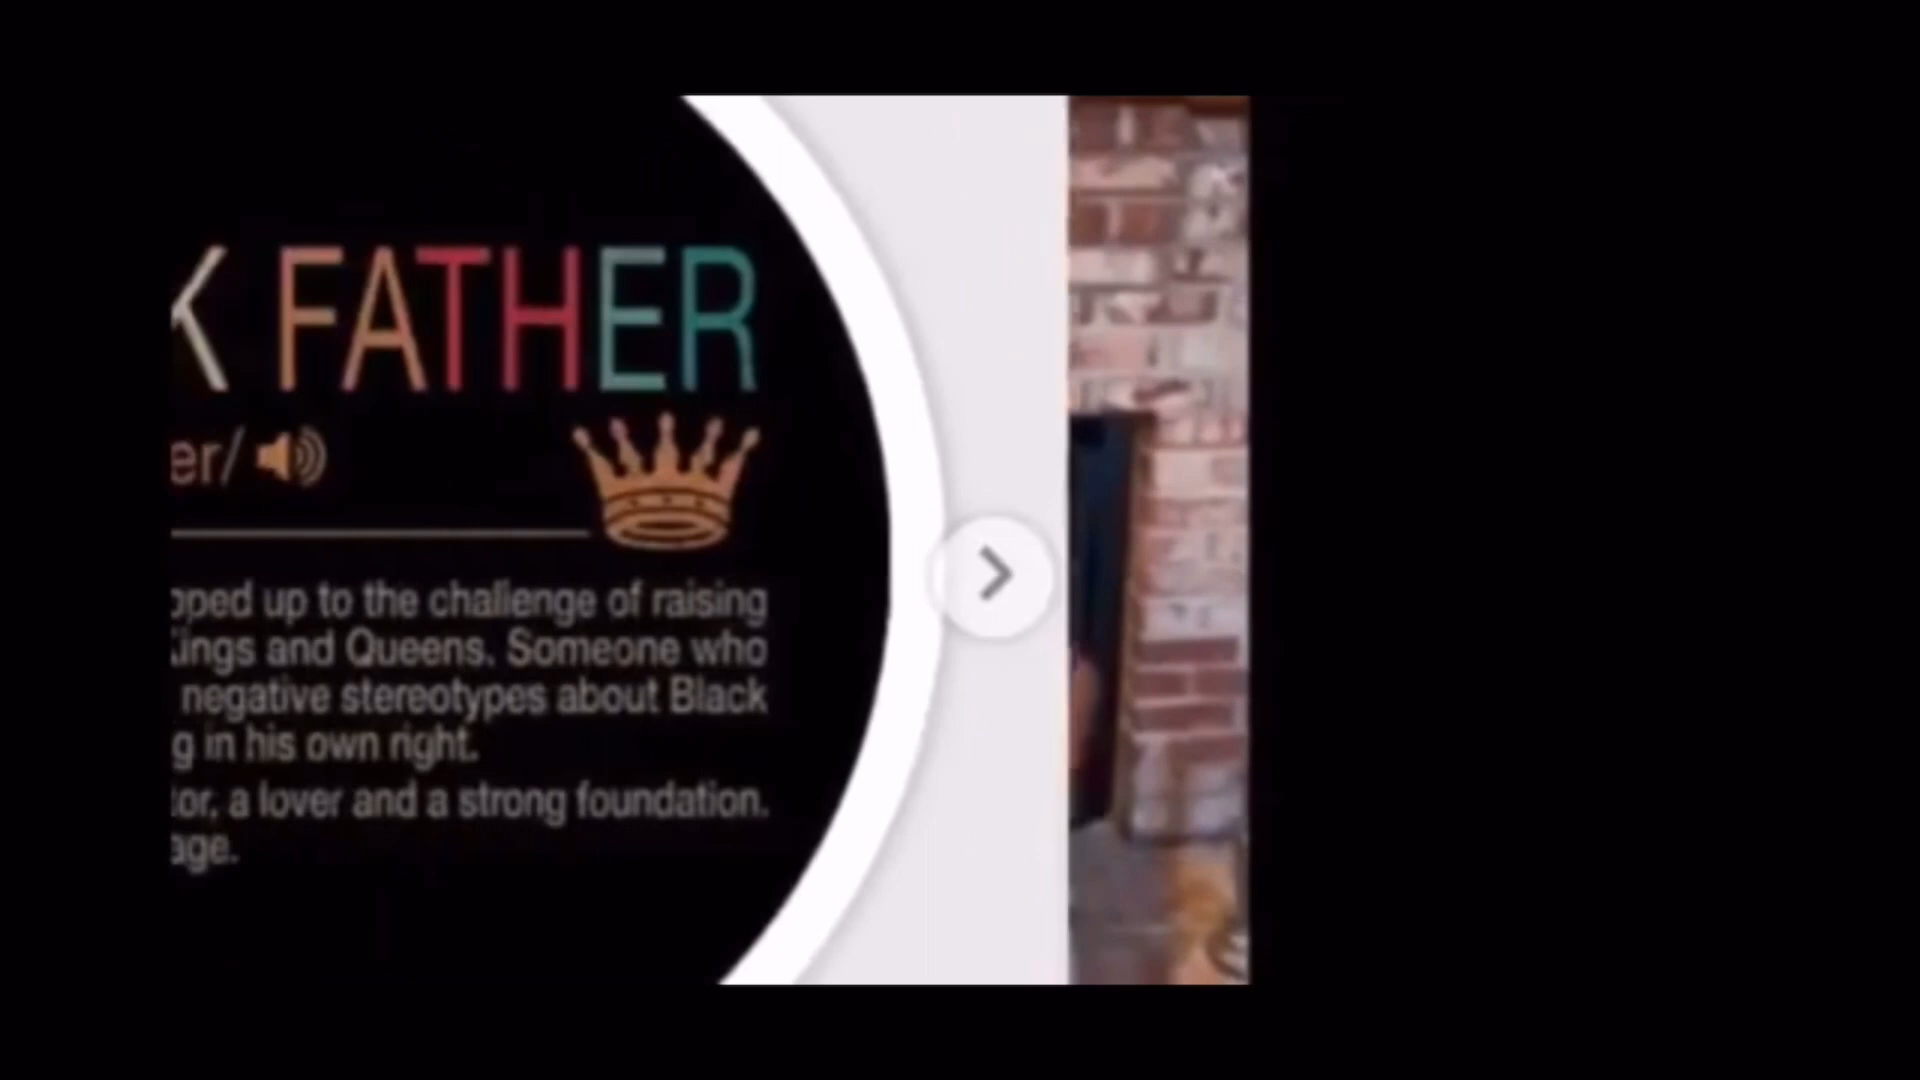 K FATHER
er/
pped up to the challenge of raising
Kings and Queens. Someone who
negative stereotypes about Black
g in his own right.
tor, a lover and a strong foundation.
age.